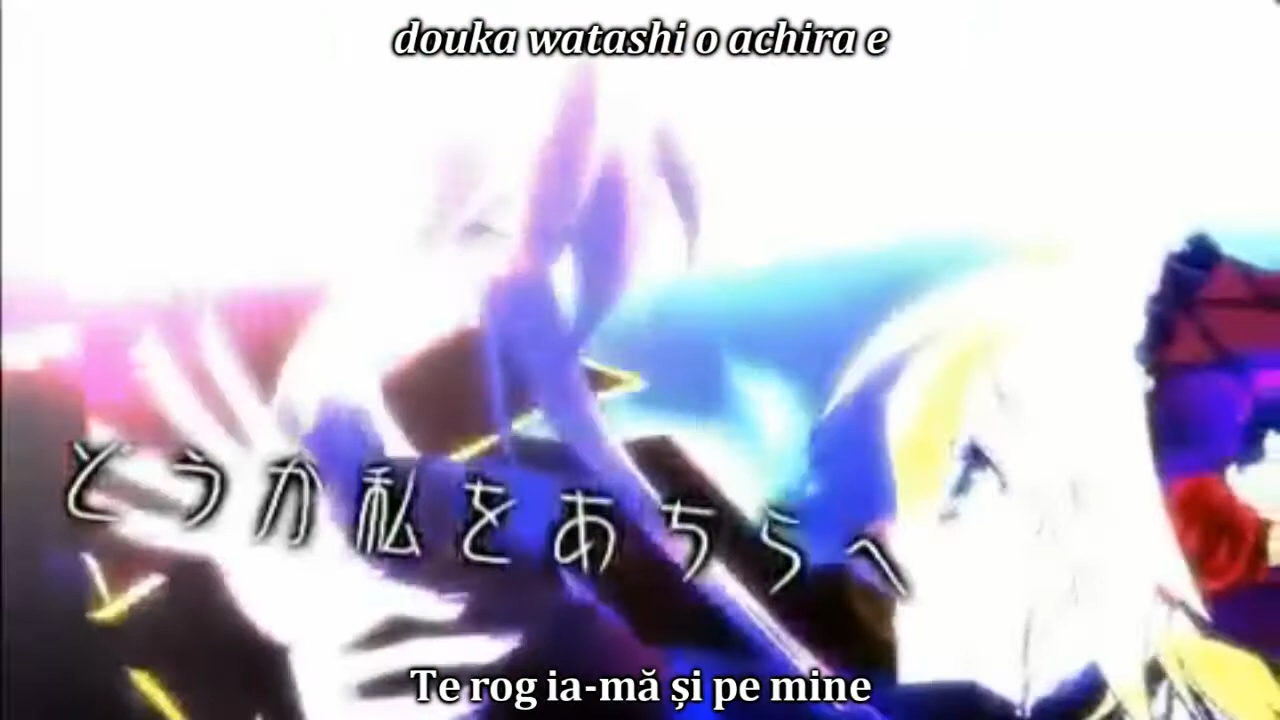 douka watashi o achira e
どうか私をあちらへ
Te rog ia-mă și pe mine